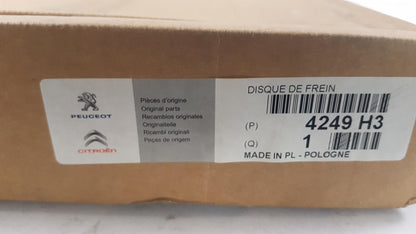 PEUGEOT
CITROËN
Pièces d'origine
Original parts
Recambios originales
Originalteile
Ricambi originali
Peças de origem
DISQUE DE FREIN
(P) 4249 H3
(Q) 1
MADE IN PL - POLOGNE